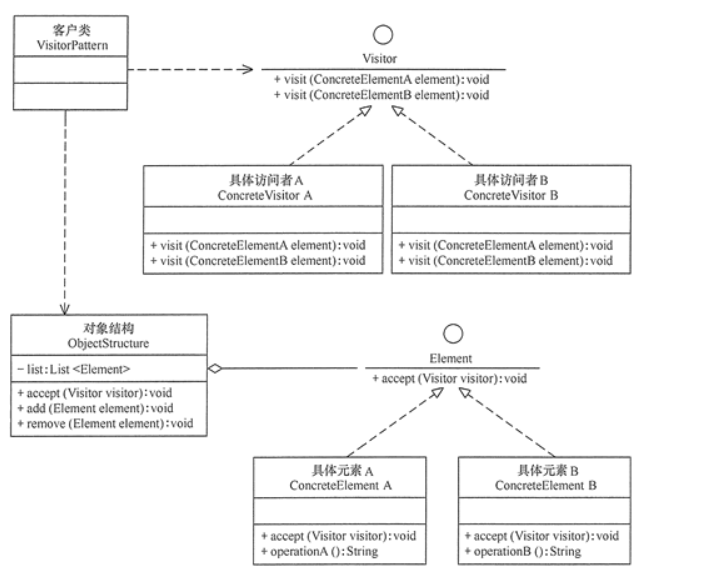 客户类
VisitorPattern
Visitor
+ visit (ConcreteElementA element): void
+ visit (ConcreteElementB element): void
具体访问者 A
ConcreteVisitor A
+ visit (ConcreteElementA element): void
+ visit (ConcreteElementB element): void
具体访问者 B
ConcreteVisitor B
+ visit (ConcreteElementA element): void
+ visit (ConcreteElementB element): void
对象结构
ObjectStructure
- list: List <Element>
+ accept (Visitor visitor): void
+ add (Element element): void
+ remove (Element element): void
Element
+ accept (Visitor visitor): void
具体元素 A
ConcreteElement A
+ accept (Visitor visitor): void
+ operationA (): String
具体元素 B
ConcreteElement B
+ accept (Visitor visitor): void
+ operationB (): String